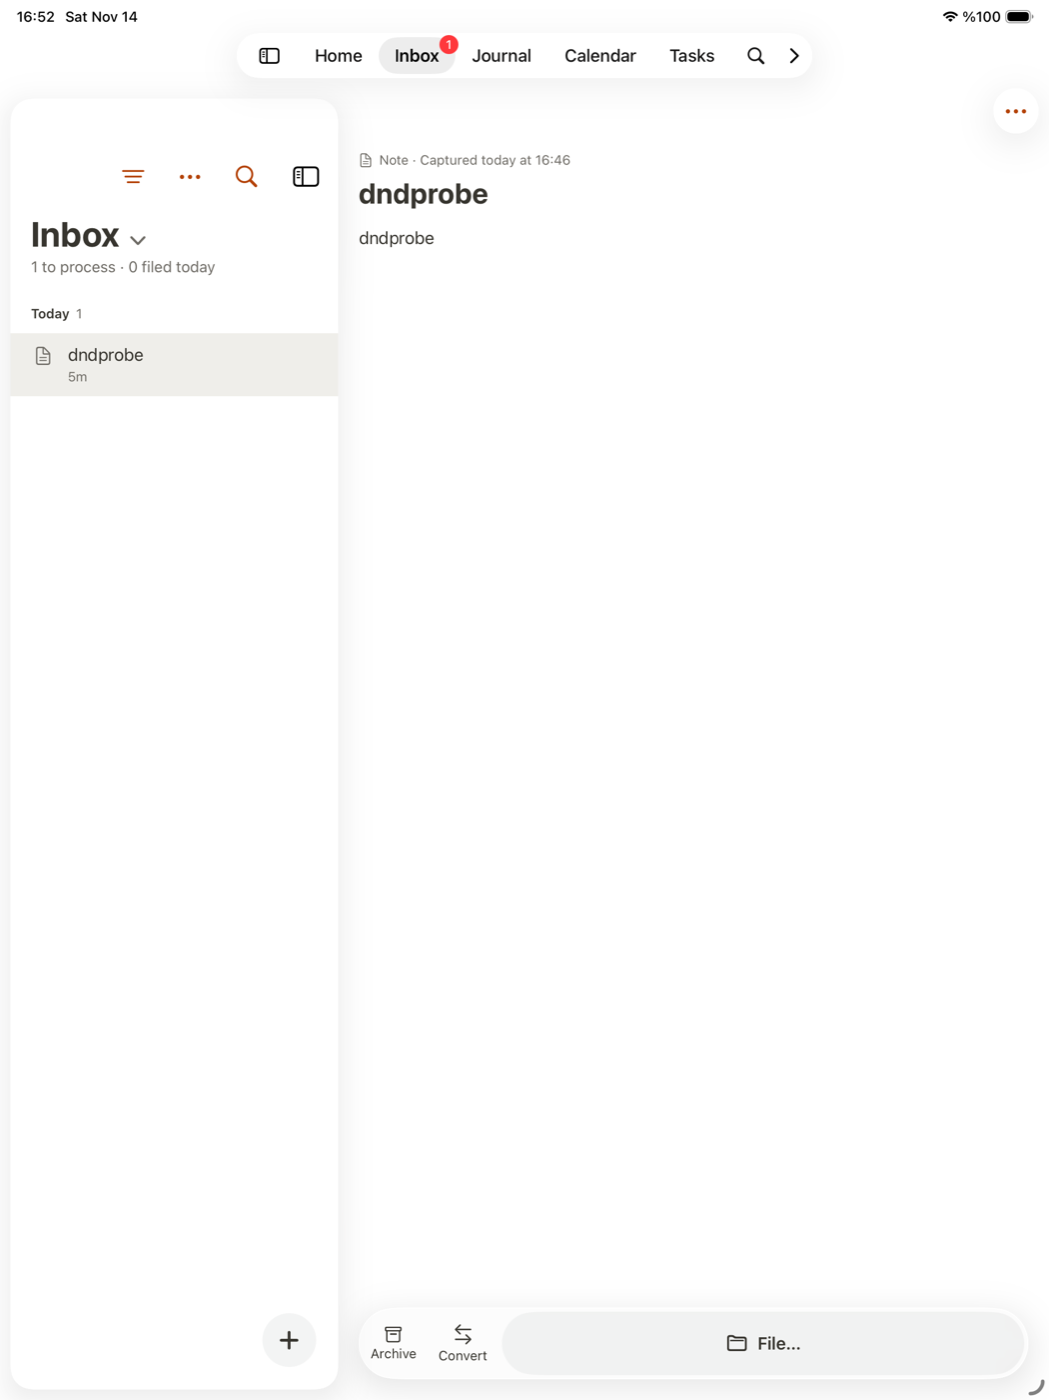 16:52 Sat Nov 14
%100
Home Inbox 1 Journal Calendar Tasks
Note · Captured today at 16:46
dndprobe
dndprobe
Inbox
1 to process · 0 filed today
Today 1
dndprobe
5m
Archive Convert File...